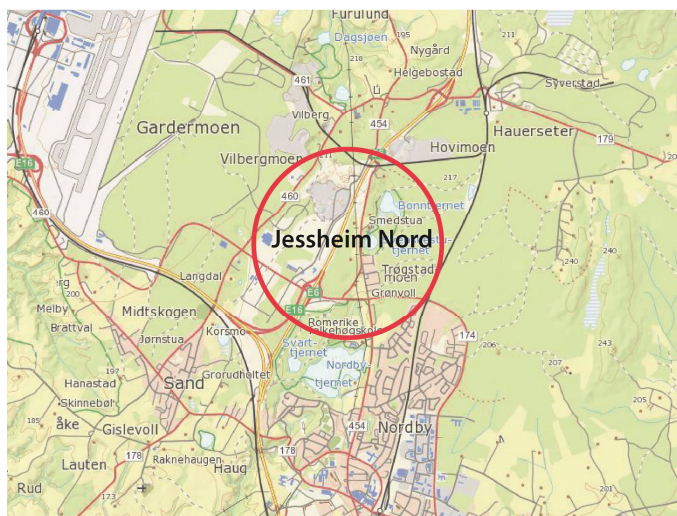 Furulund
Dagsjøen
195
211
Nygård
218
Helgebostad
461
Li
Syverstad
Vilberg
454
Gardermoen
Hauerseter
179
Hovimoen
Vilbergmoen
E16
217
460
Bonntjernet
Smedstua
460
Jessheim Nord
240
240
Trøgstad
moen
Langdal
E6
Grønvoll
200
E16
Melby
Midtskogen
Romerike
174
Brattval
Korsmo
folkehøgskole
206
243
Jørnstua
Svart-
tjernet
207
197
Grorudholtet
Nordby-
tjernet
Hanastad
Sand
Skinnebøl
205
185
åke
Gislevoll
454
Nordby
178
178
Raknehaugen
Haug
Lauten
Rud
173
201